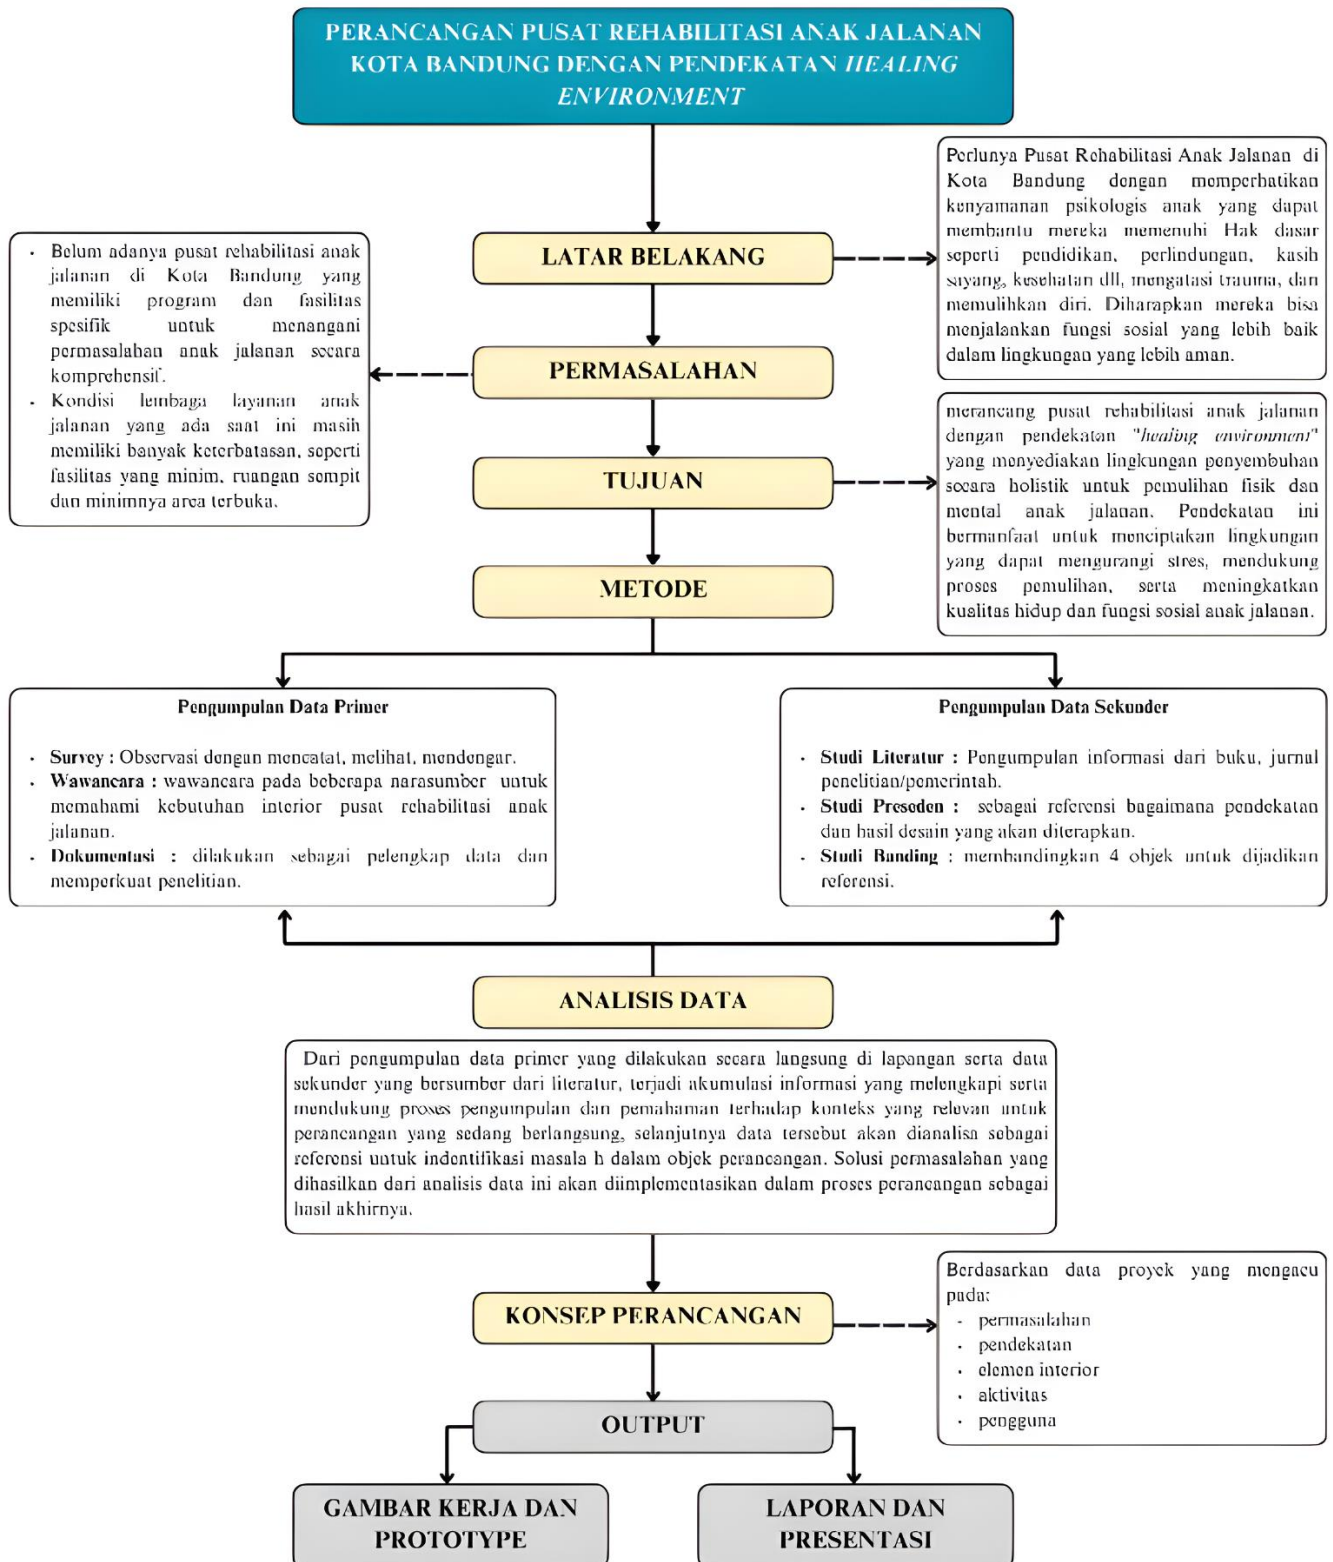 PERANCANGAN PUSAT REHABILITASI ANAK JALANAN
KOTA BANDUNG DENGAN PENDEKATAN HEALING
ENVIRONMENT
Perlunya Pusat Rehabilitasi Anak Jalanan di
Kota Bandung dengan memperhatikan
kenyamanan psikologis anak yang dapat
membantu mereka memenuhi Hak dasar
seperti pendidikan, perlindungan, kasih
sayang, kesehatan dll, mengatasi trauma, dan
memulihkan diri. Diharapkan mereka bisa
menjalankan fungsi sosial yang lebih baik
dalam lingkungan yang lebih aman.
LATAR BELAKANG
• Belum adanya pusat rehabilitasi anak
jalanan di Kota Bandung yang
memiliki program dan fasilitas
spesifik untuk menangani
permasalahan anak jalanan secara
komprehensif.
• Kondisi lembaga layanan anak
jalanan yang ada saat ini masih
memiliki banyak keterbatasan, seperti
fasilitas yang minim, ruangan sempit
dan minimnya area terbuka.
PERMASALAHAN
merancang pusat rehabilitasi anak jalanan
dengan pendekatan "healing environment"
yang menyediakan lingkungan penyembuhan
secara holistik untuk pemulihan fisik dan
mental anak jalanan. Pendekatan ini
bermanfaat untuk menciptakan lingkungan
yang dapat mengurangi stres, mendukung
proses pemulihan, serta meningkatkan
kualitas hidup dan fungsi sosial anak jalanan.
TUJUAN
METODE
Pengumpulan Data Primer
• Survey : Observasi dengan mencatat, melihat, mendengar.
• Wawancara : wawancara pada beberapa narasumber untuk
memahami kebutuhan interior pusat rehabilitasi anak
jalanan.
• Dokumentasi : dilakukan sebagai pelengkap data dan
memperkuat penelitian.
Pengumpulan Data Sekunder
• Studi Literatur : Pengumpulan informasi dari buku, jurnal
penelitian/pemerintah.
• Studi Preseden : sebagai referensi bagaimana pendekatan
dan hasil desain yang akan diterapkan.
• Studi Banding : membandingkan 4 objek untuk dijadikan
referensi.
ANALISIS DATA
Dari pengumpulan data primer yang dilakukan secara langsung di lapangan serta data
sekunder yang bersumber dari literatur, terjadi akumulasi informasi yang melengkapi serta
mendukung proses pengumpulan dan pemahaman terhadap konteks yang relevan untuk
perancangan yang sedang berlangsung, selanjutnya data tersebut akan dianalisa sebagai
referensi untuk indentifikasi masala h dalam objek perancangan. Solusi permasalahan yang
dihasilkan dari analisis data ini akan diimplementasikan dalam proses perancangan sebagai
hasil akhirnya.
KONSEP PERANCANGAN
Berdasarkan data proyek yang mengacu
pada:
• permasalahan
• pendekatan
• elemen interior
• aktivitas
• pengguna
OUTPUT
GAMBAR KERJA DAN
PROTOTYPE
LAPORAN DAN
PRESENTASI